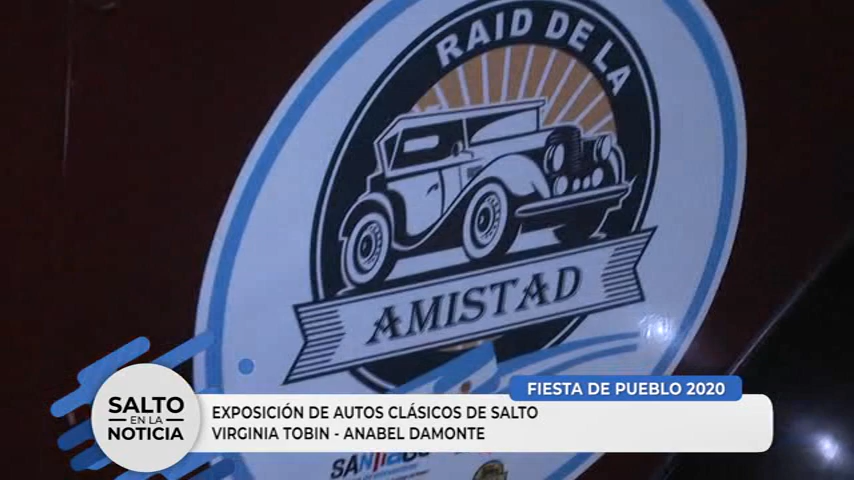 RAID DE LA
AMISTAD
FIESTA DE PUEBLO 2020
SALTO
EN LA
NOTICIA
EXPOSICIÓN DE AUTOS CLÁSICOS DE SALTO
VIRGINIA TOBIN - ANABEL DAMONTE